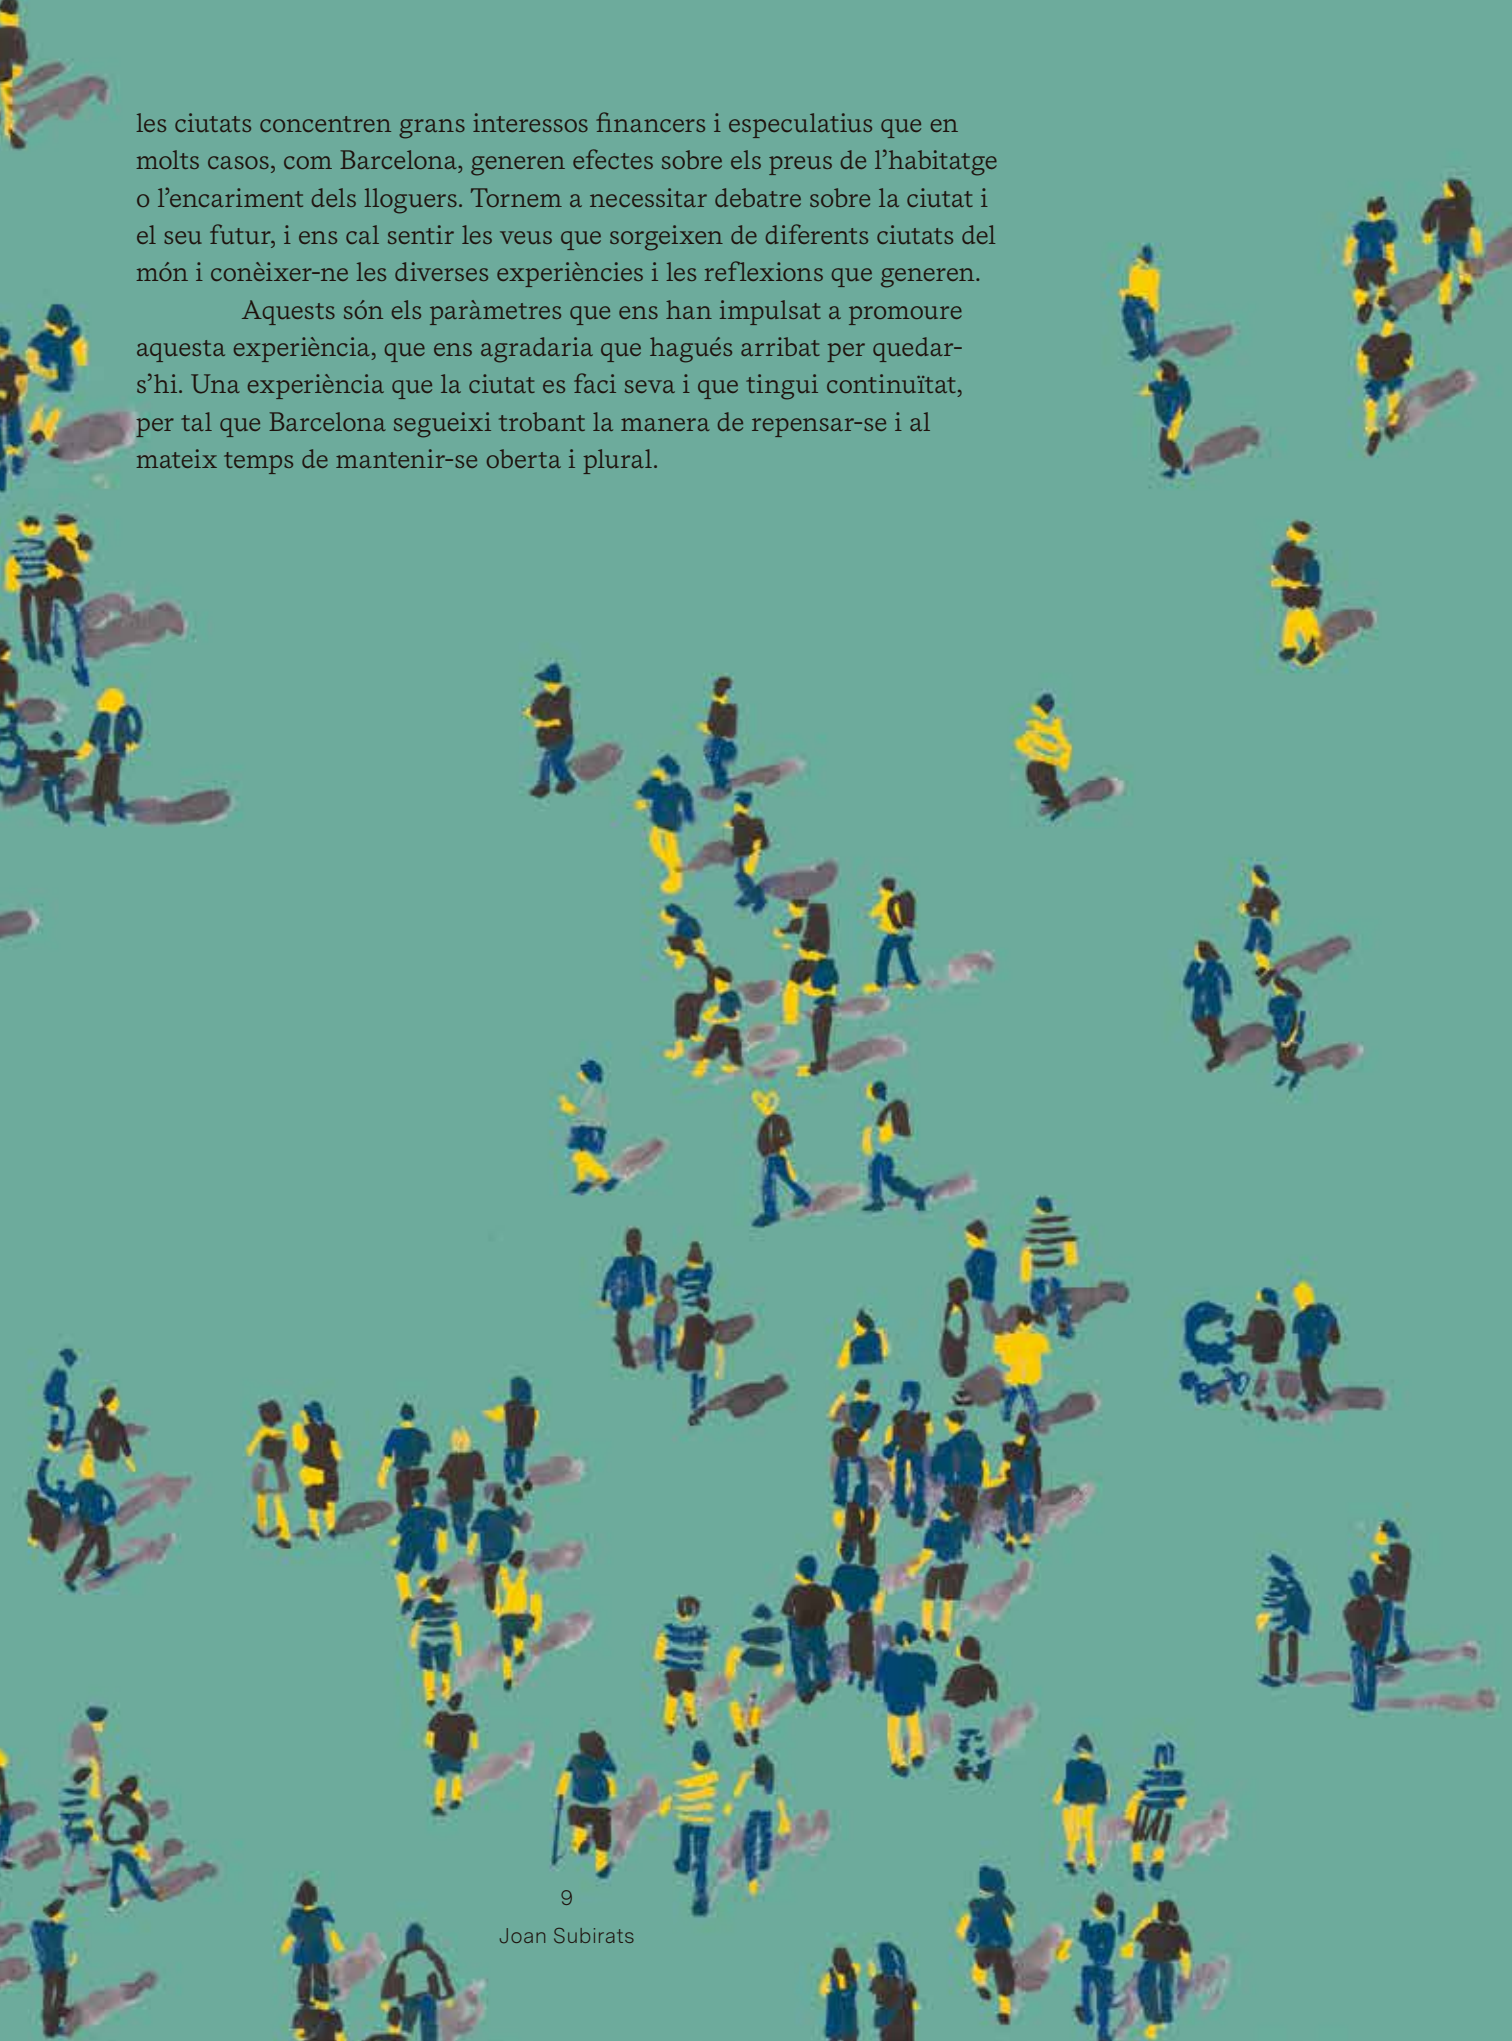 les ciutats concentren grans interessos financers i especulatius que en
molts casos, com Barcelona, generen efectes sobre els preus de l’habitatge
o l’encariment dels lloguers. Tornem a necessitar debatre sobre la ciutat i
el seu futur, i ens cal sentir les veus que sorgeixen de diferents ciutats del
món i conèixer-ne les diverses experiències i les reflexions que generen.
Aquests són els paràmetres que ens han impulsat a promoure
aquesta experiència, que ens agradaria que hagués arribat per quedar-
s’hi. Una experiència que la ciutat es faci seva i que tingui continuïtat,
per tal que Barcelona segueixi trobant la manera de repensar-se i al
mateix temps de mantenir-se oberta i plural.
9
Joan Subirats